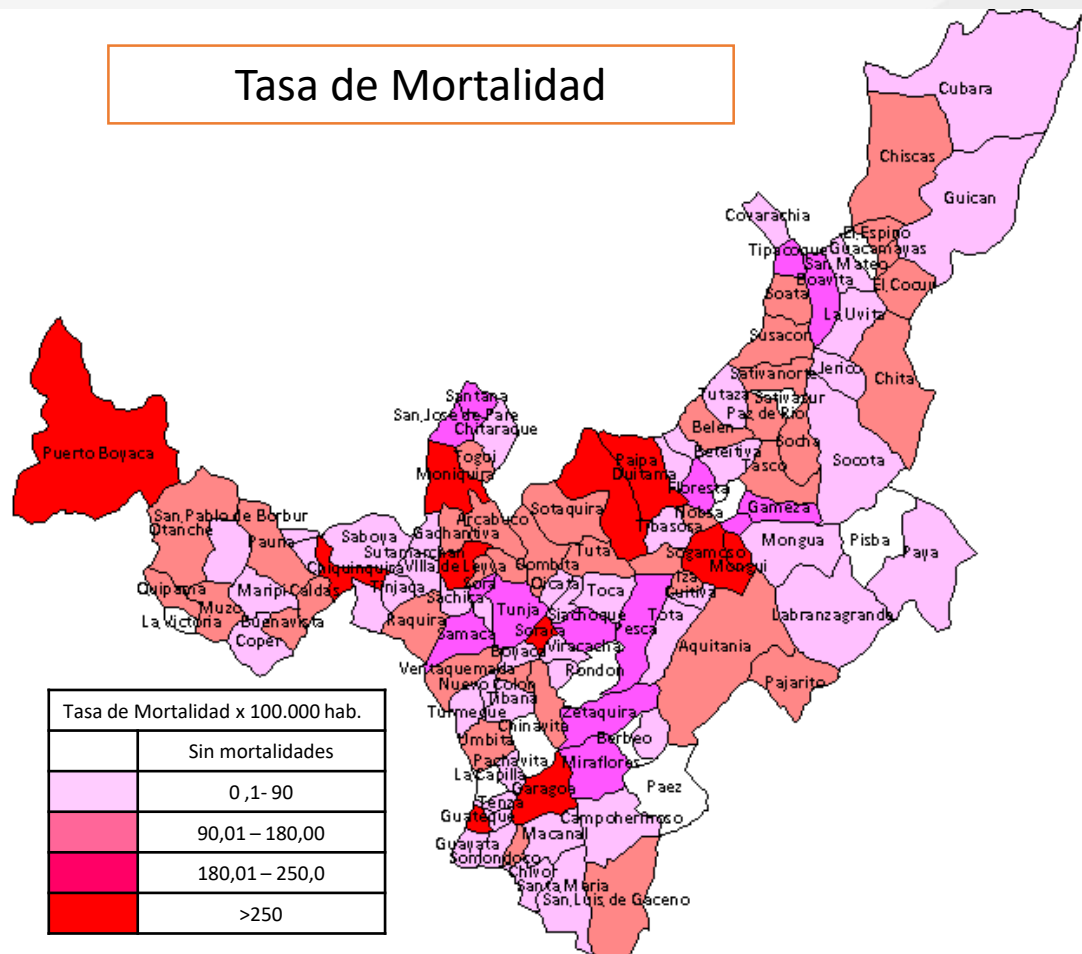 Tasa de Mortalidad
Cubara
Chiscas
Guican
Covarachia
El Espino
Tipacoque
Guacamayas
San Mateo
Boavita
El Cocuy
Soata
La Uvita
Susacon
Jerico
Sativanorte
Chita
Tutaza
Sativasur
Santana
San Jose de Pare
Paz de Rio
Chitaraque
Belen
Socha
Puerto Boyaca
Togui
Paipa
Beteitiva
Tasco
Socota
Moniquira
Duitama
Floresta
Sotaquira
Nobsa
Gameza
San Pablo de Borbur
Arcabuco
Otanche
Tibasosa
Saboya
Gachantiva
Mongua
Pisba
Pauna
Sutamarchan
Tuta
Paya
Villa de Leyva
Combita
Sogamoso
Mongui
Chiquinquira
Iza
Quipama
Maripi
Caldas
Tinjaca
Sora
Oicata
Toca
Cuitiva
Muzo
Sachica
Tunja
Siachoque
Tota
Labranzagrande
La Victoria
Buenavista
Raquira
Samaca
Soraca
Pesca
Coper
Viracacha
Aquitania
Boyaca
Ventaquemada
Rondon
Pajarito
Nuevo Colon
Tibana
Turmeque
Zetaquira
Chinavita
Umbita
Berbeo
Pachavita
Miraflores
La Capilla
Garagoa
Paez
Tenza
Guateque
Campohermoso
Macanal
Guayata
Somondoco
Chivor
Santa Maria
San Luis de Gaceno
Tasa de Mortalidad x 100.000 hab.
Sin mortalidades
0 ,1- 90
90,01 – 180,00
180,01 – 250,0
>250